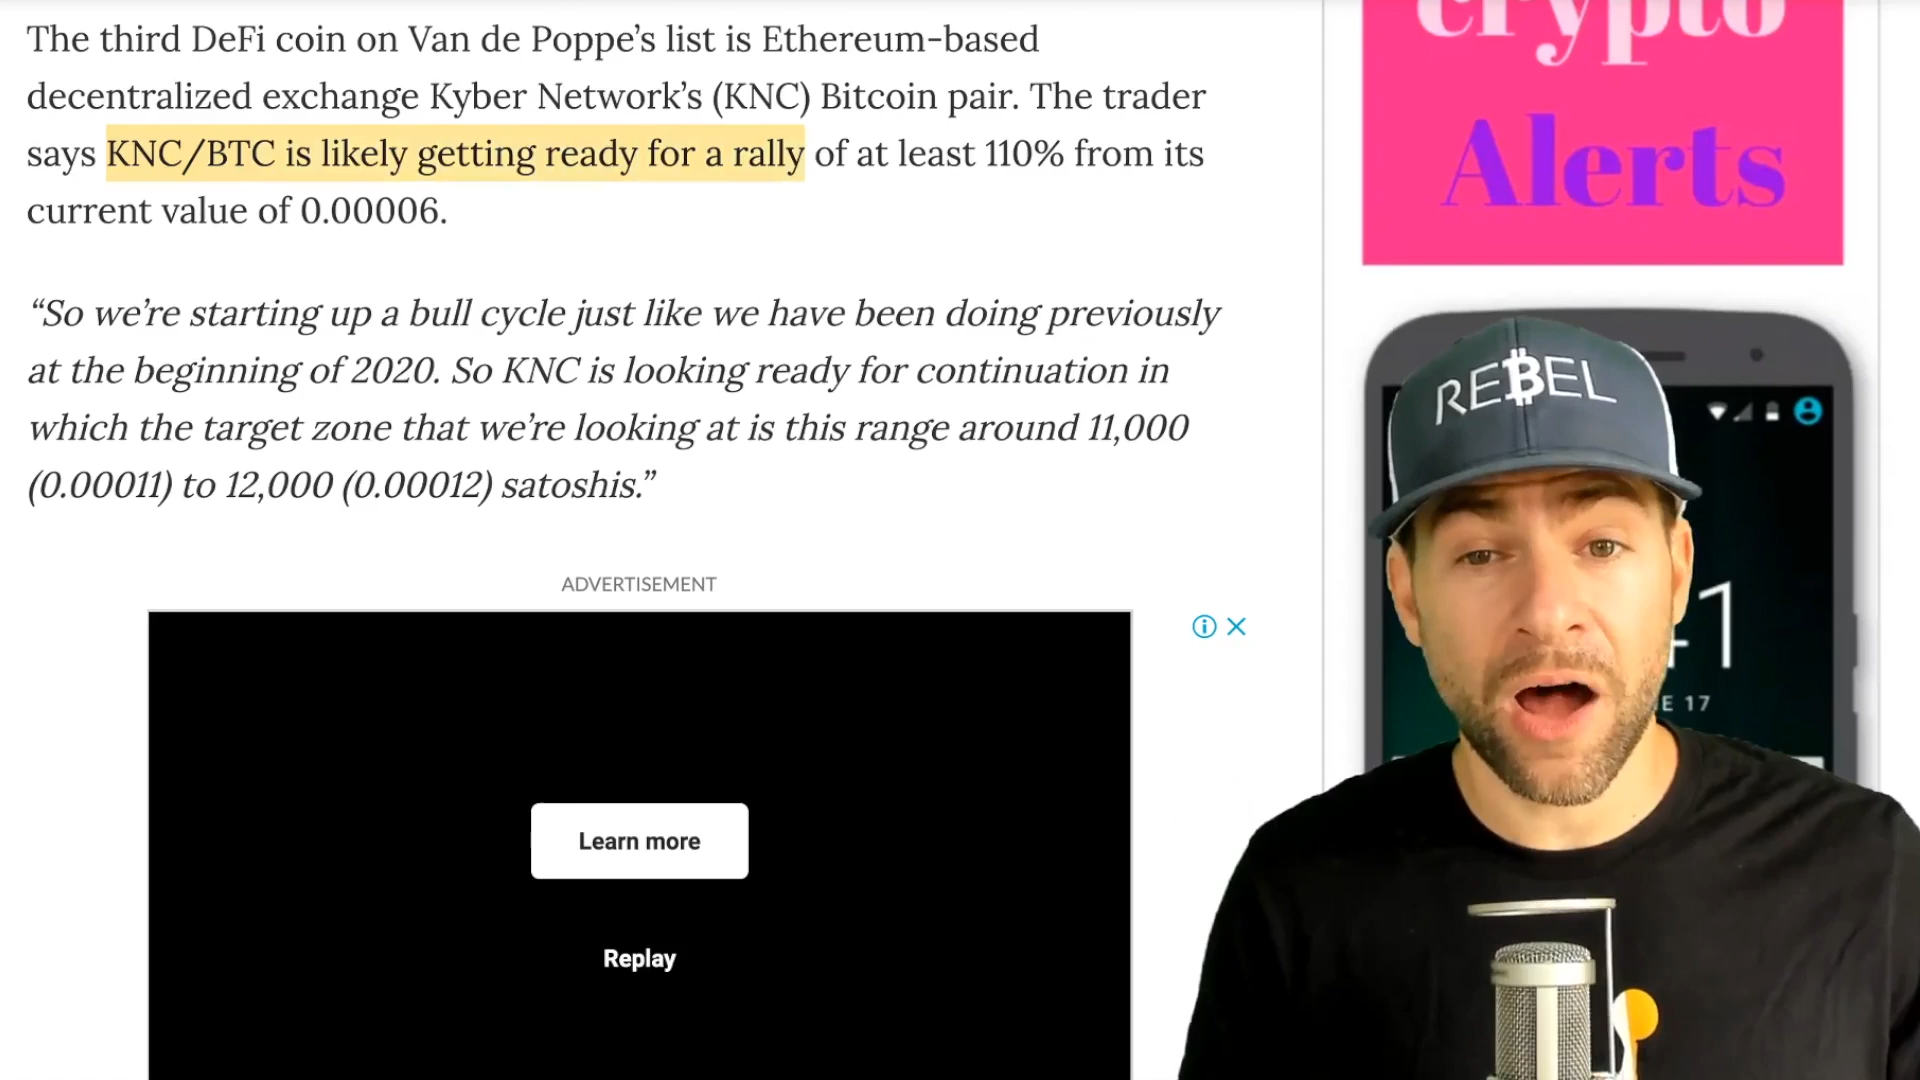 The third DeFi coin on Van de Poppe’s list is Ethereum-based
decentralized exchange Kyber Network’s (KNC) Bitcoin pair. The trader
says KNC/BTC is likely getting ready for a rally of at least 110% from its
current value of 0.00006.
“So we’re starting up a bull cycle just like we have been doing previously
at the beginning of 2020. So KNC is looking ready for continuation in
which the target zone that we’re looking at is this range around 11,000
(0.00011) to 12,000 (0.00012) satoshis.”
ADVERTISEMENT
Learn more
Replay
crypto
Alerts
RE₿EL
41
E 17